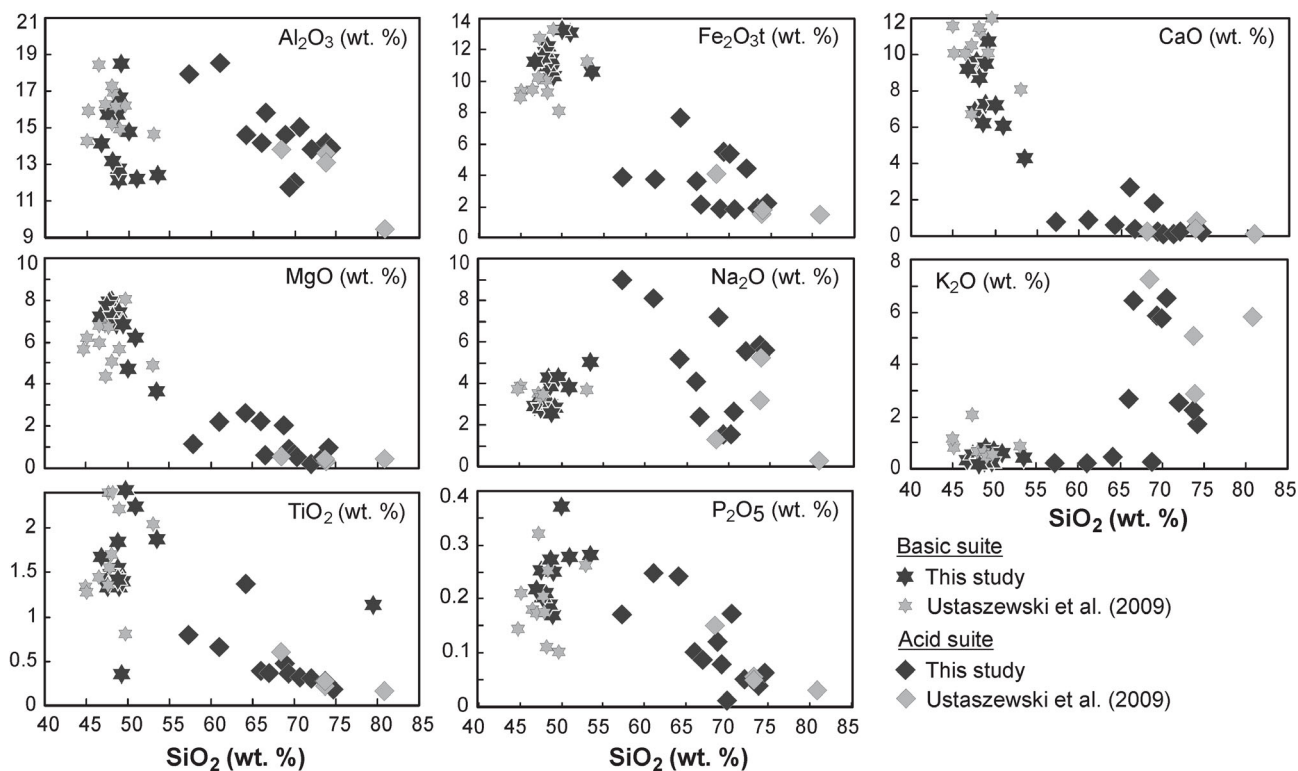 Al₂O₃ (wt. %)
21
19
17
15
13
11
9
Fe₂O₃t (wt. %)
14
12
10
8
6
4
2
0
CaO (wt. %)
12
10
8
6
4
2
0
MgO (wt. %)
10
8
6
4
2
0
Na₂O (wt. %)
10
8
6
4
2
0
K₂O (wt. %)
8
6
4
2
0
40 45 50 55 60 65 70 75 80 85
SiO₂ (wt. %)
TiO₂ (wt. %)
2
1.5
1
0.5
0
40 45 50 55 60 65 70 75 80 85
SiO₂ (wt. %)
P₂O₅ (wt. %)
0.4
0.3
0.2
0.1
0
40 45 50 55 60 65 70 75 80 85
SiO₂ (wt. %)
Basic suite
This study
Ustaszewski et al. (2009)
Acid suite
This study
Ustaszewski et al. (2009)